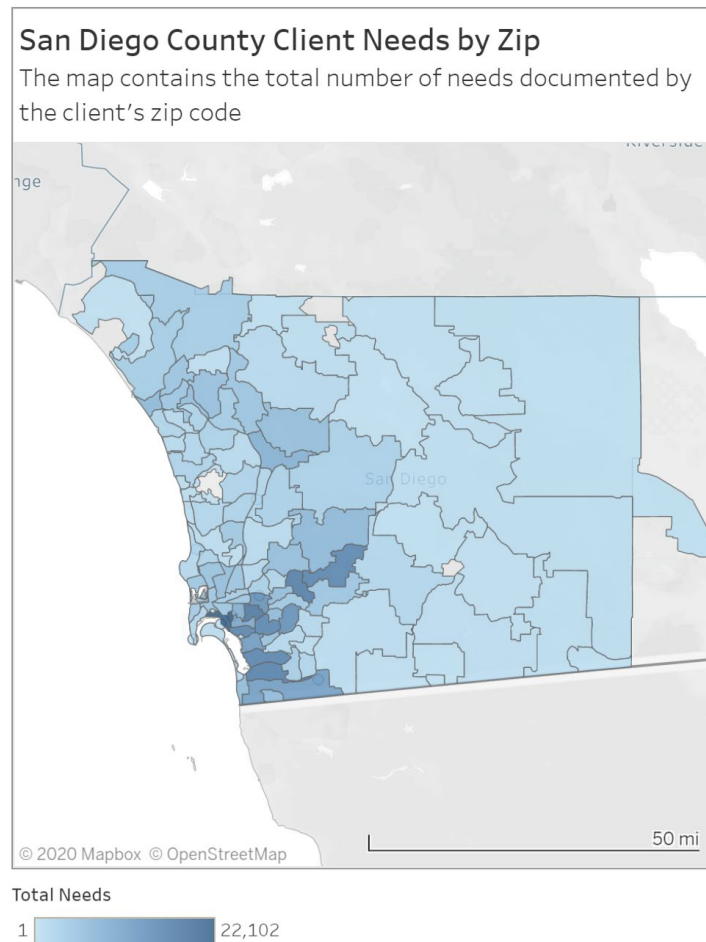 San Diego County Client Needs by Zip
The map contains the total number of needs documented by
the client's zip code
Riverside
nge
San Diego
50 mi
© 2020 Mapbox © OpenStreetMap
Total Needs
1 22,102